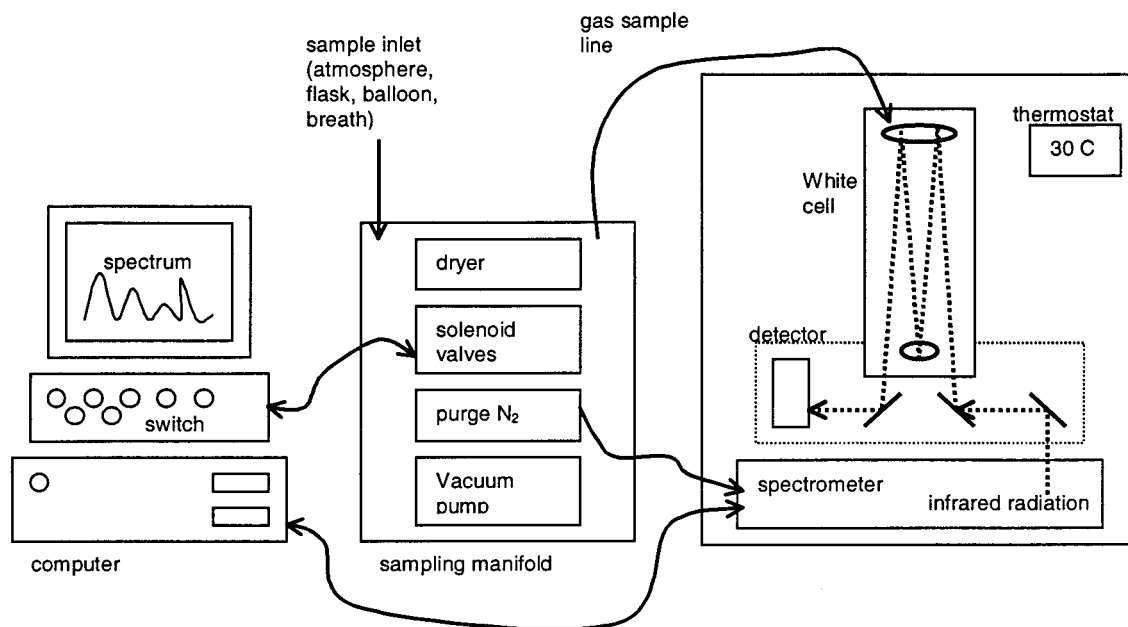 gas sample
line
sample inlet
(atmosphere,
flask, balloon,
breath)
thermostat
30 C
White
cell
spectrum
dryer
solenoid
valves
detector
switch
purge N₂
Vacuum
pump
spectrometer
infrared radiation
computer
sampling manifold